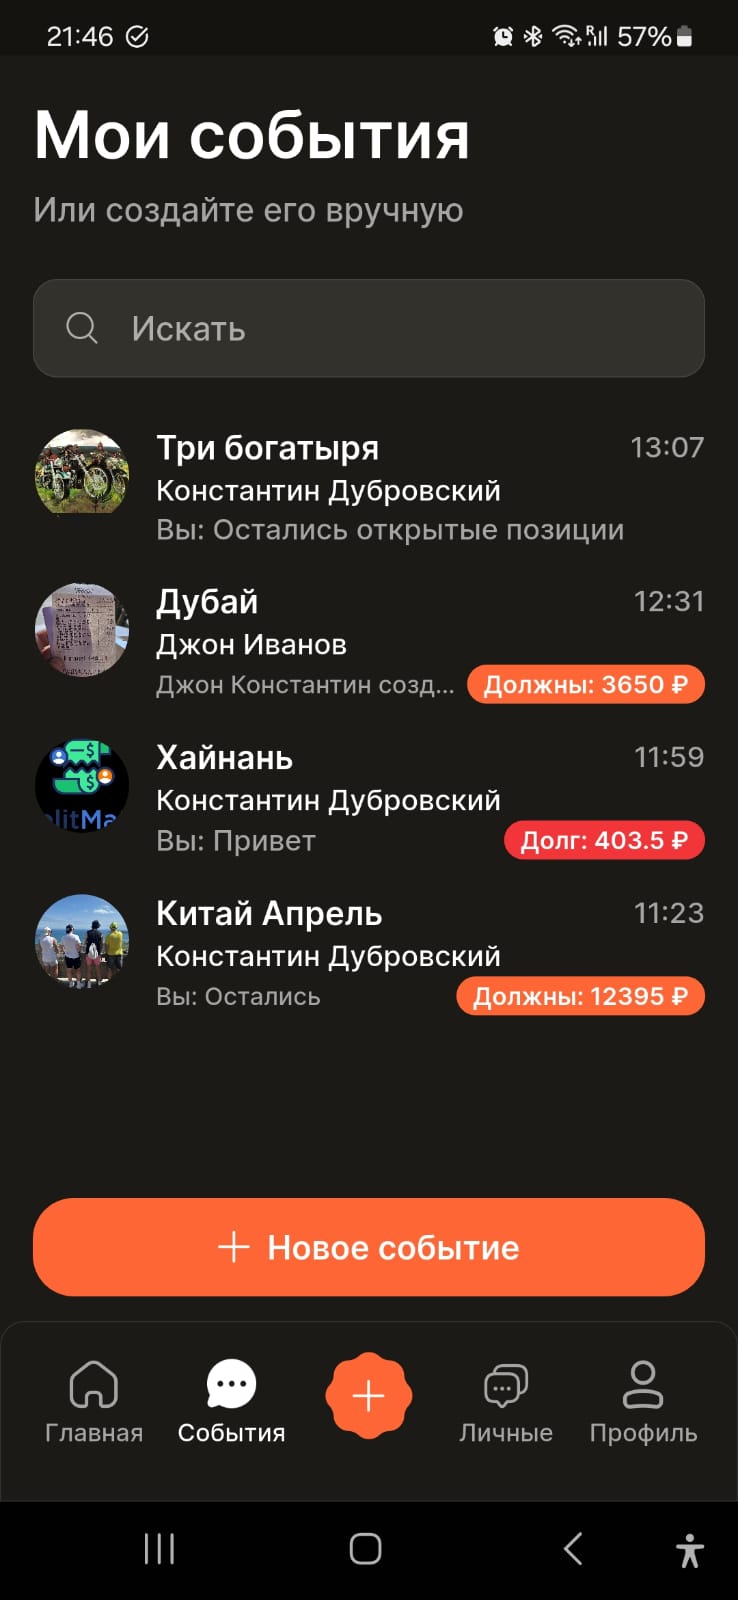 21:46
57%
Мои события
Или создайте его вручную
Искать
Три богатыря
13:07
Константин Дубровский
Вы: Остались открытые позиции
Дубай
12:31
Джон Иванов
Джон Константин созд...
Должны: 3650 ₽
Хайнань
11:59
Константин Дубровский
Вы: Привет
Долг: 403.5 ₽
Китай Апрель
11:23
Константин Дубровский
Вы: Остались
Должны: 12395 ₽
+ Новое событие
Главная
События
Личные
Профиль